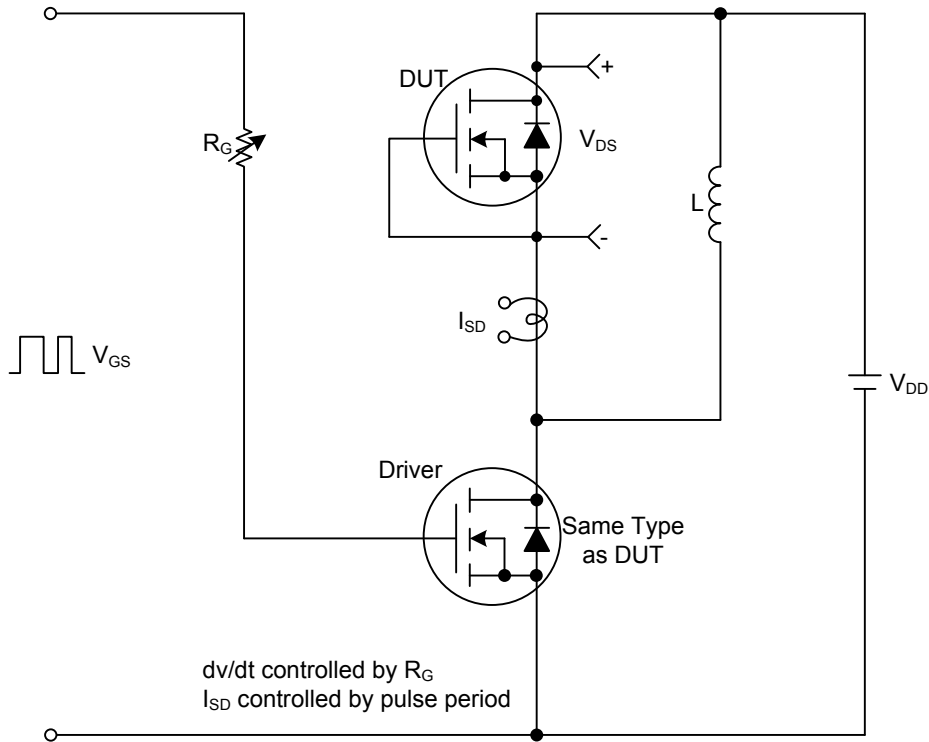 DUT
+
R_G
V_DS
L
-
I_SD
V_GS
V_DD
Driver
Same Type
as DUT
dv/dt controlled by R_G
I_SD controlled by pulse period